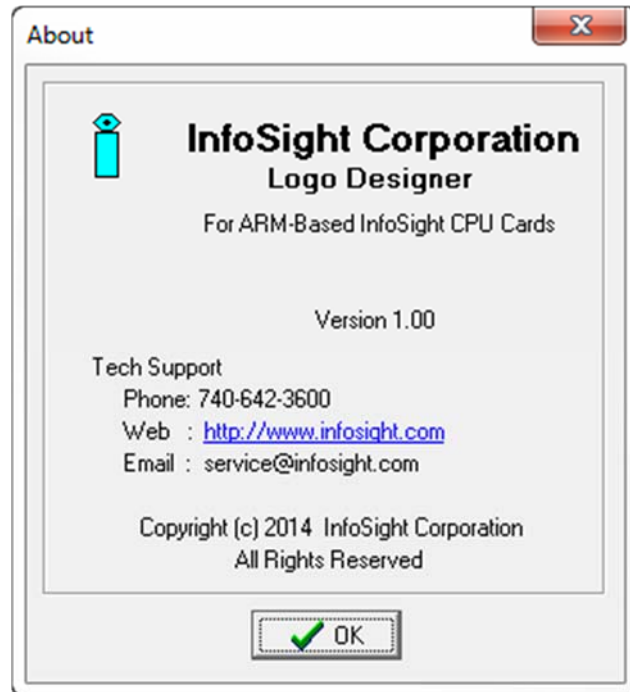 About
InfoSight Corporation
Logo Designer
For ARM-Based InfoSight CPU Cards
Version 1.00
Tech Support
Phone: 740-642-3600
Web : http://www.infosight.com
Email : service@infosight.com
Copyright (c) 2014 InfoSight Corporation
All Rights Reserved
OK